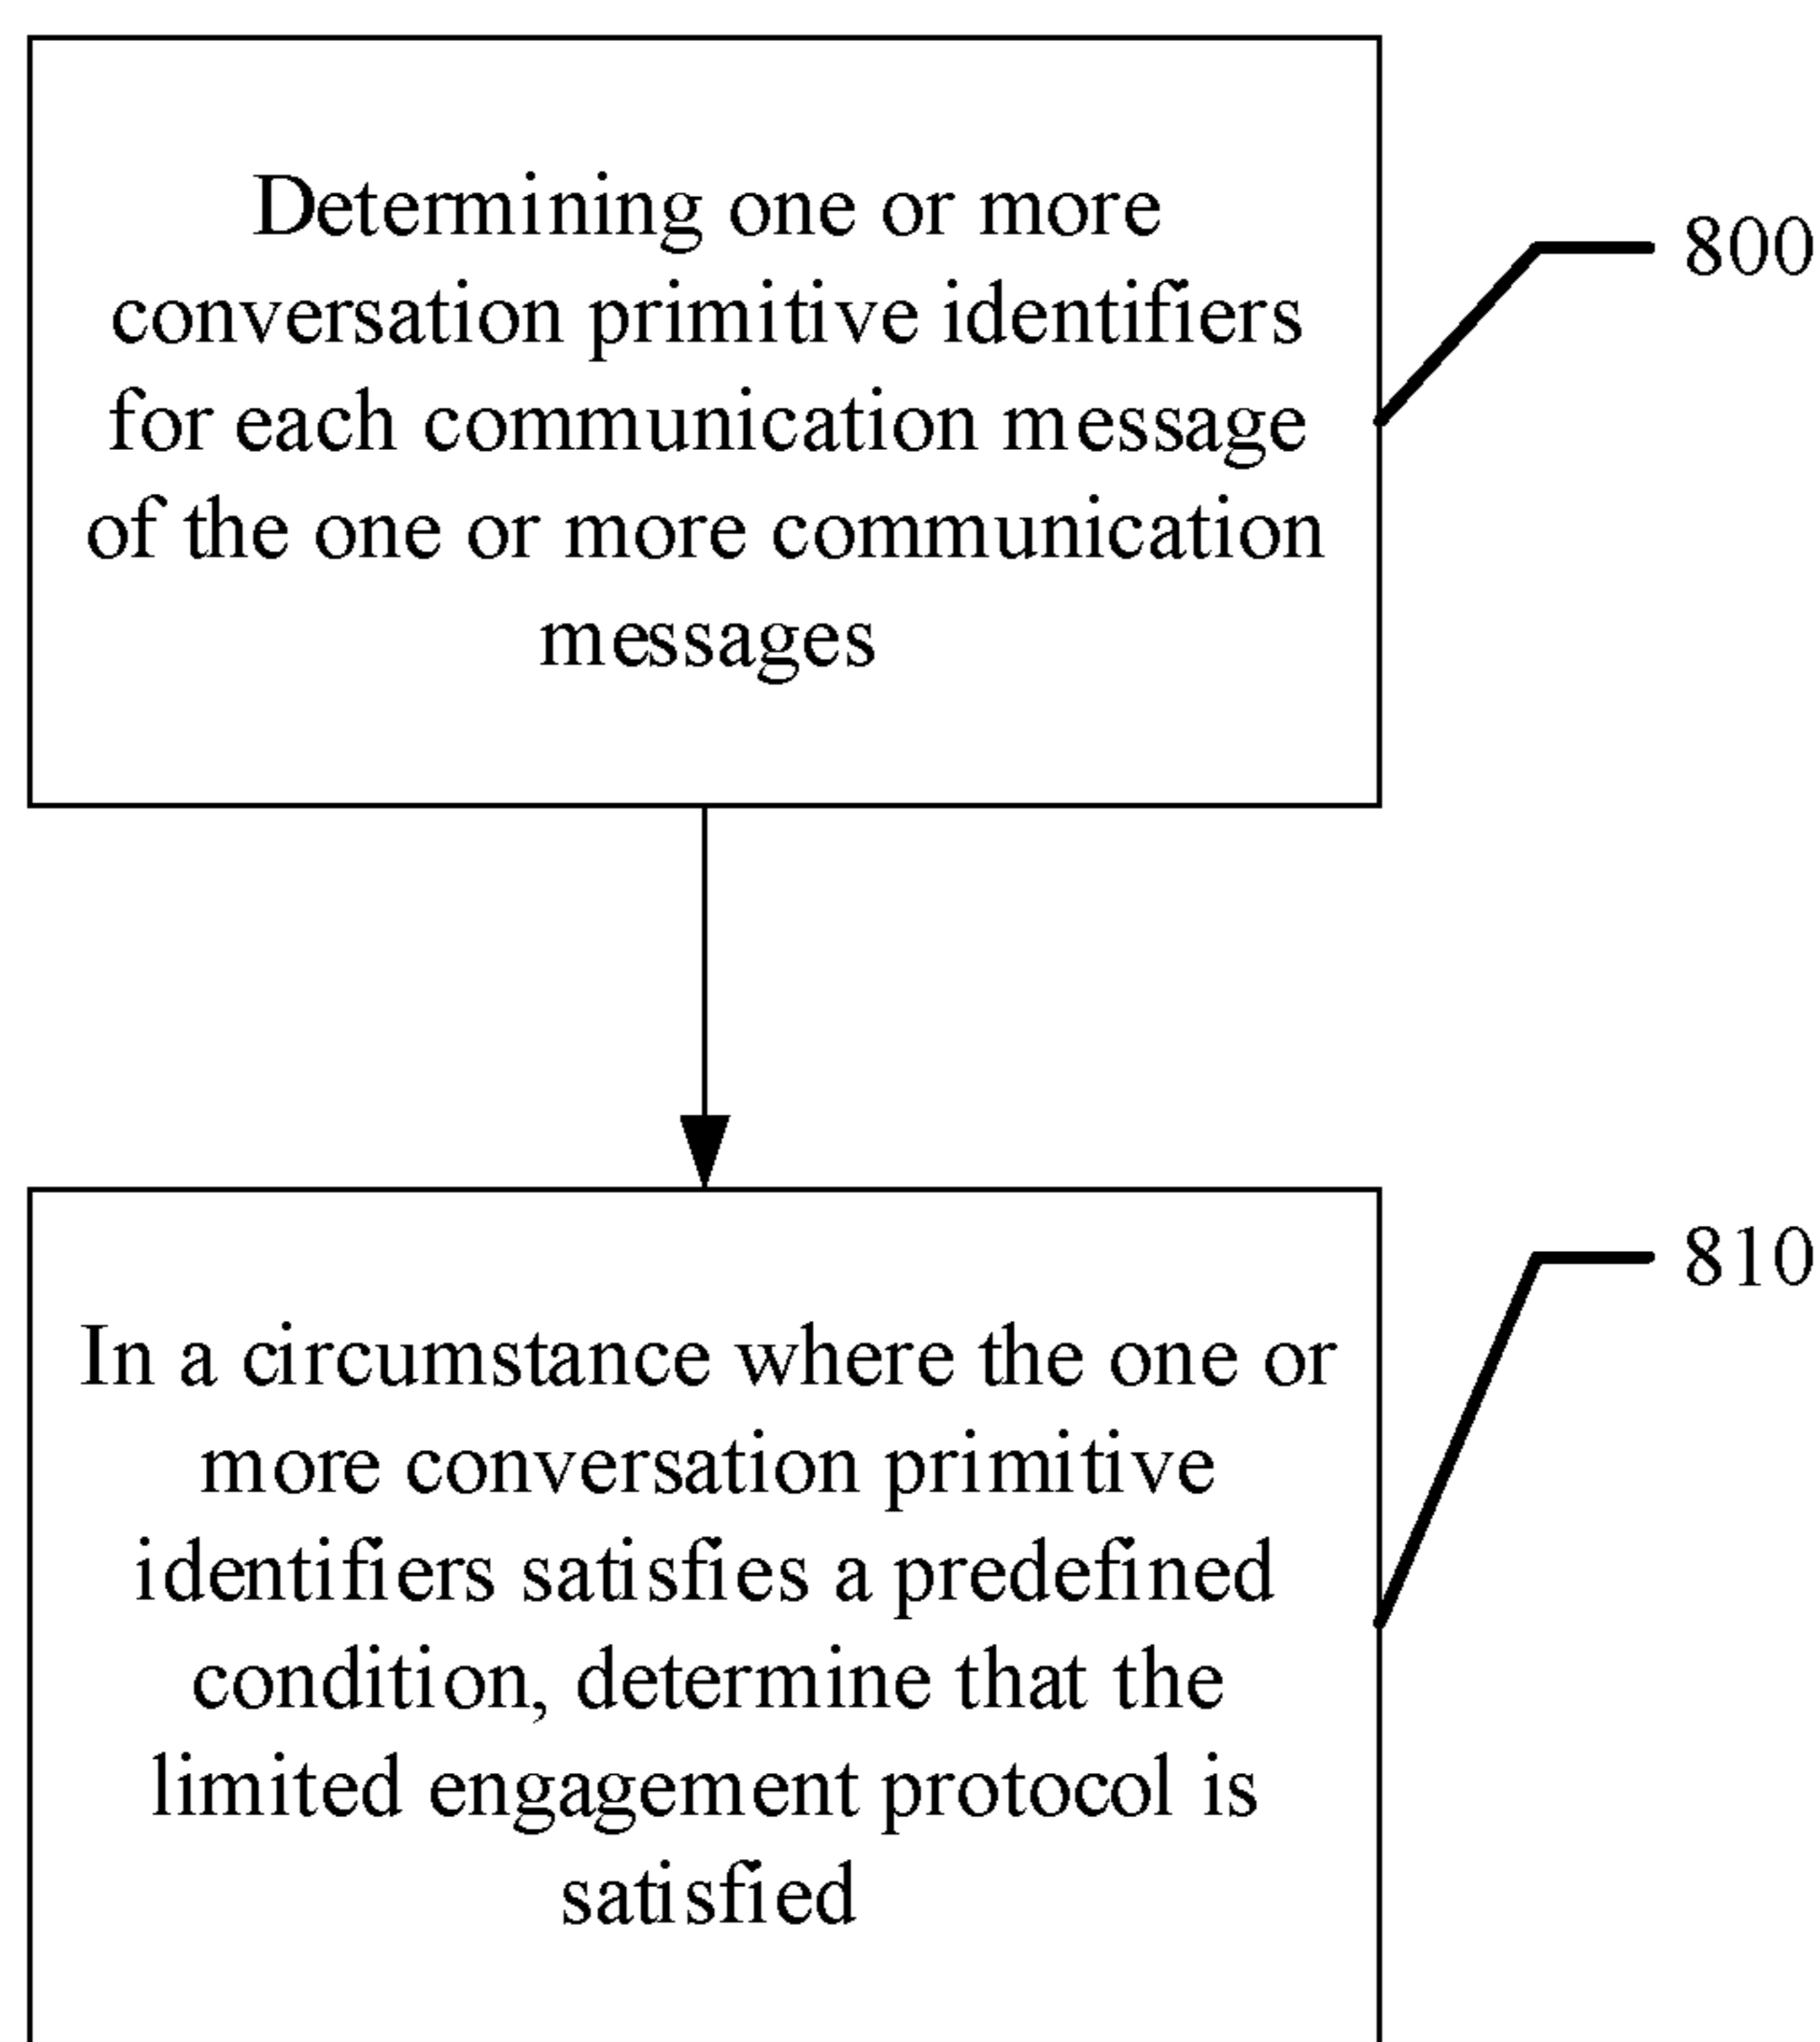 Determining one or more
conversation primitive identifiers
for each communication message
of the one or more communication
messages
800
In a circumstance where the one or
more conversation primitive
identifiers satisfies a predefined
condition, determine that the
limited engagement protocol is
satisfied
810